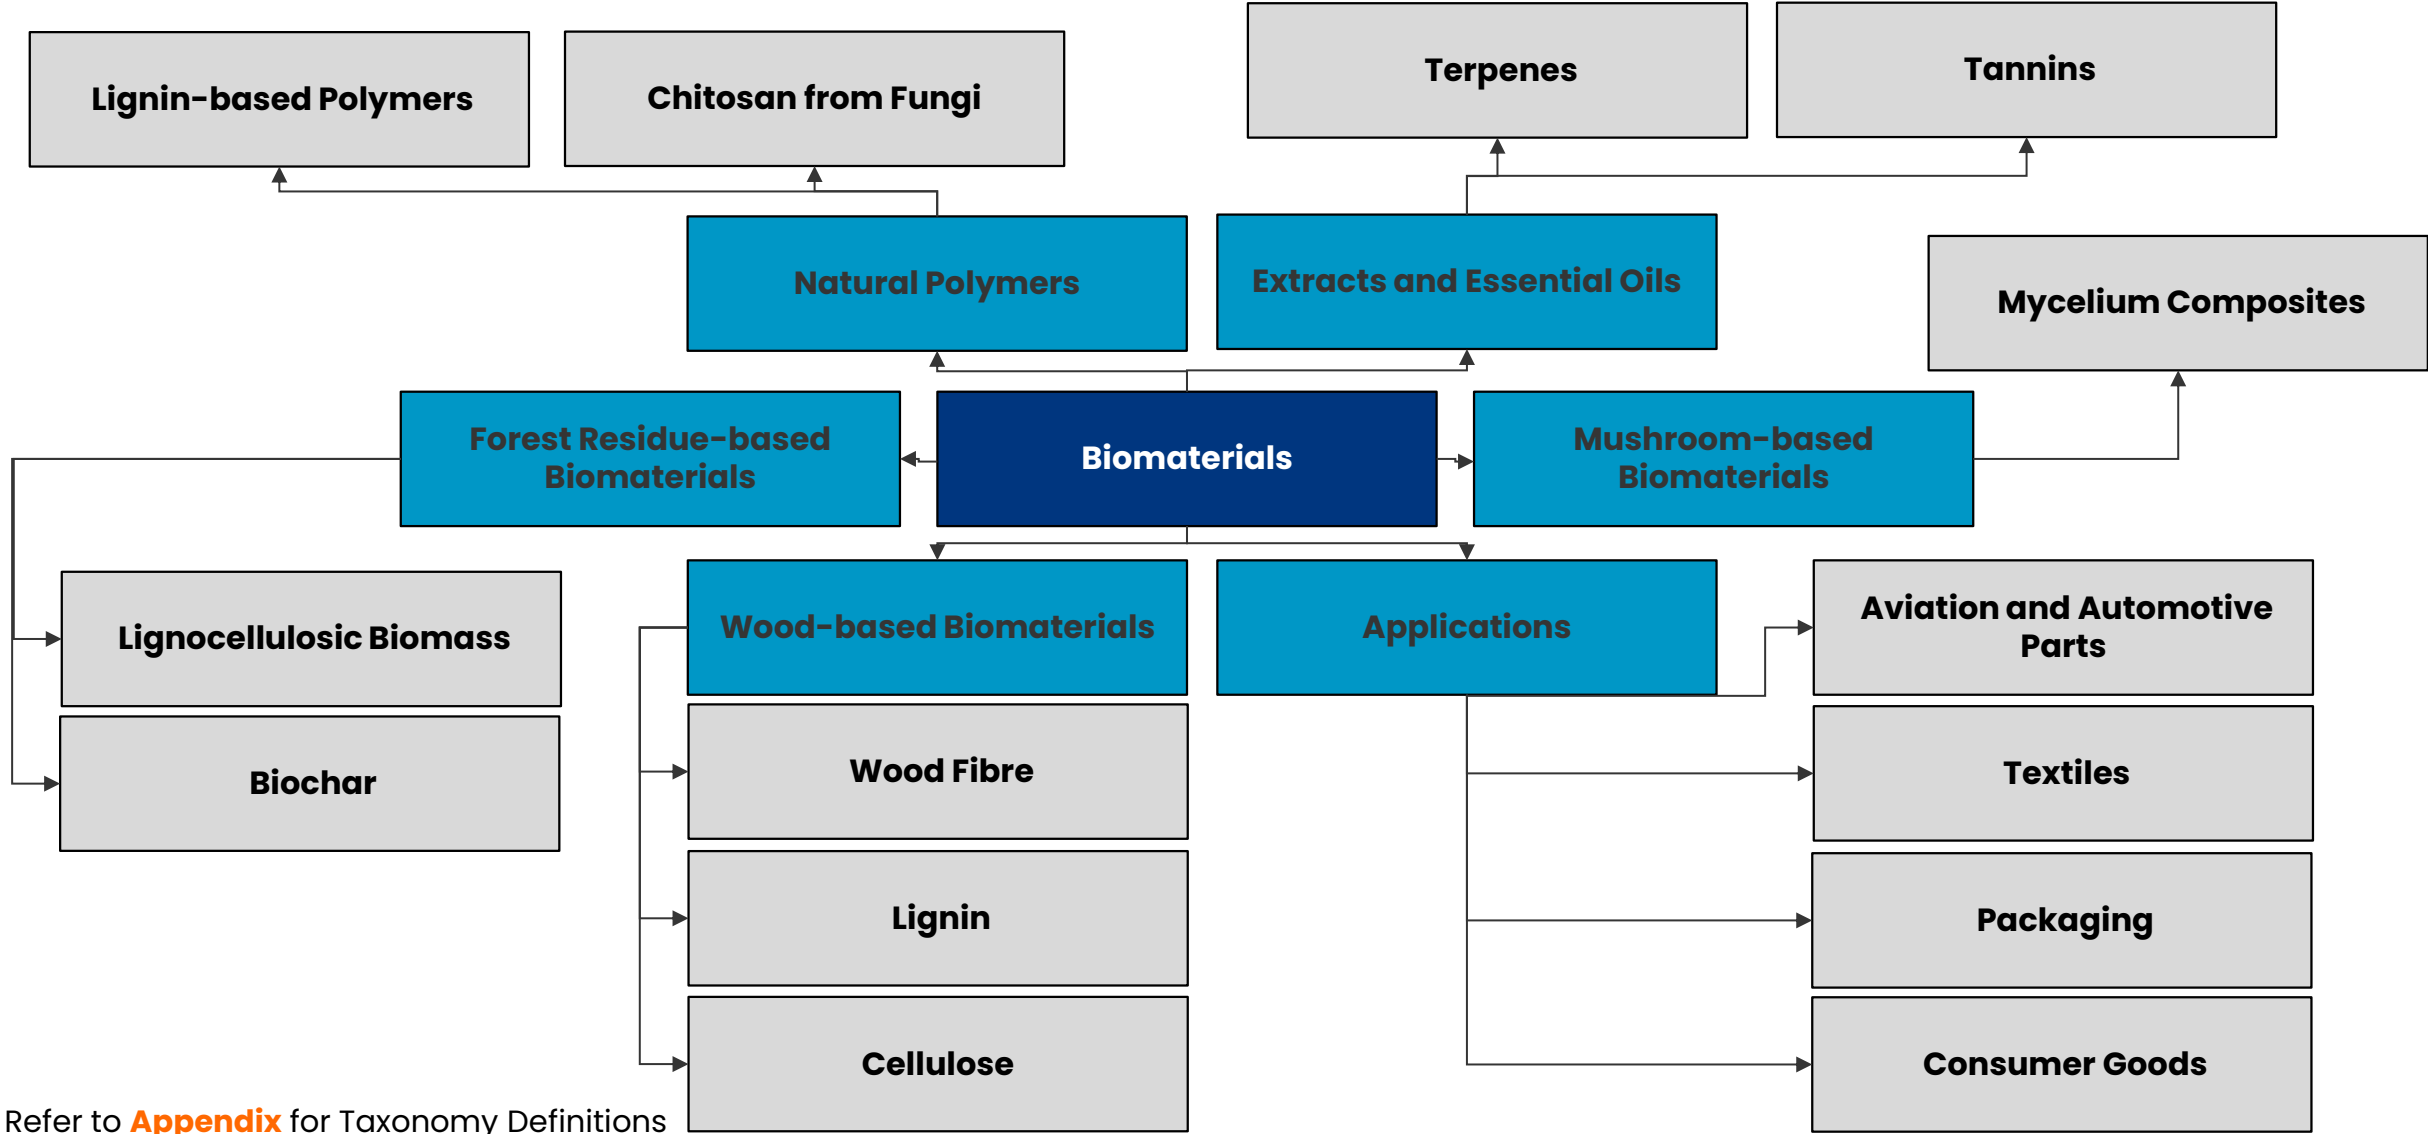 Terpenes
Tannins
Lignin-based Polymers
Chitosan from Fungi
Natural Polymers
Extracts and Essential Oils
Mycelium Composites
Forest Residue-based
Biomaterials
Biomaterials
Mushroom-based
Biomaterials
Lignocellulosic Biomass
Wood-based Biomaterials
Applications
Aviation and Automotive
Parts
Biochar
Wood Fibre
Textiles
Lignin
Packaging
Cellulose
Consumer Goods
Refer to Appendix for Taxonomy Definitions